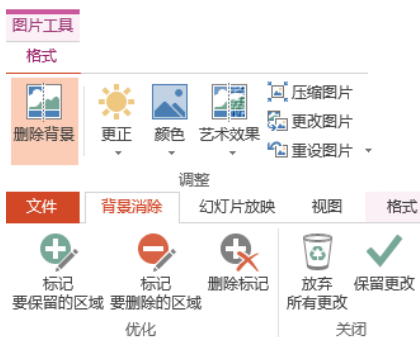 图片工具
格式
删除背景 更正 颜色 艺术效果 压缩图片
更改图片
重设图片
调整
文件 背景消除 幻灯片放映 视图 格式
标记 标记 删除标记 放弃 保留更改
要保留的区域 要删除的区域 所有更改
优化 关闭